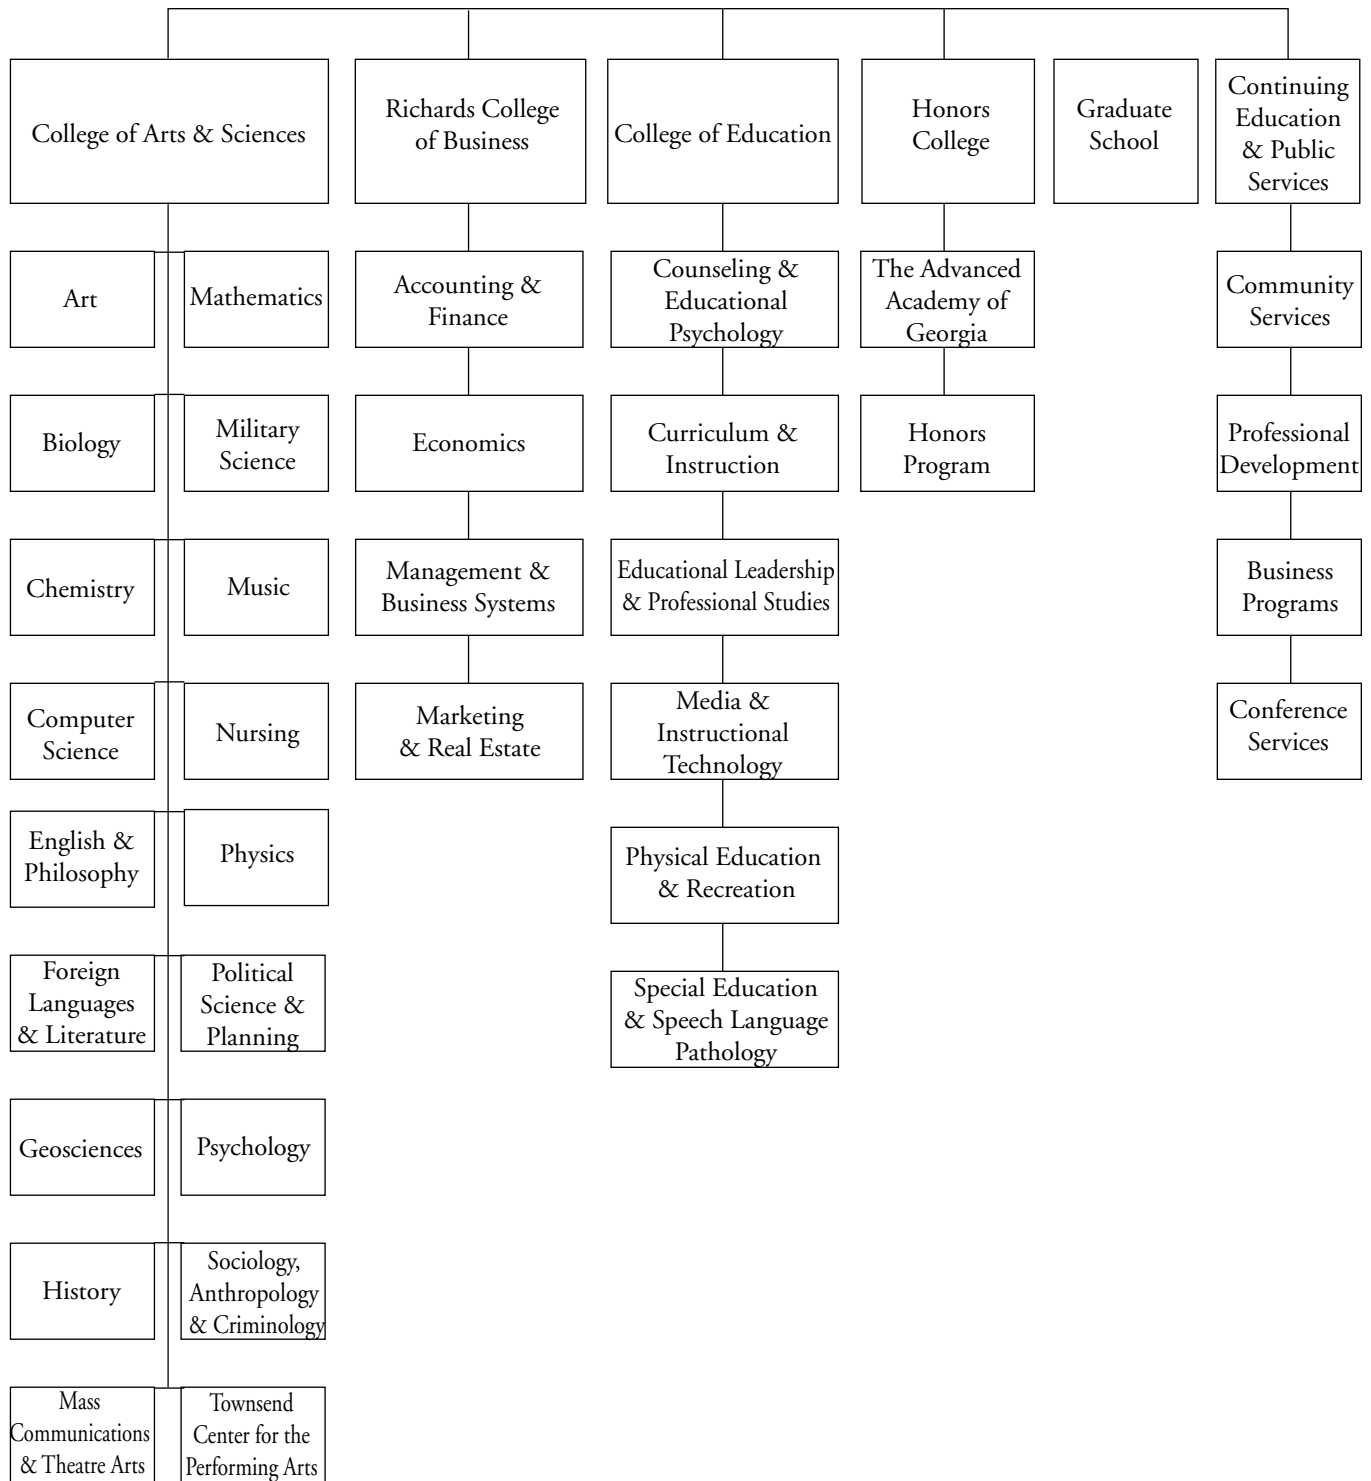 College of Arts & Sciences
Richards College
of Business
College of Education
Honors
College
Graduate
School
Continuing
Education
& Public
Services
Art
Mathematics
Biology
Military
Science
Chemistry
Music
Computer
Science
Nursing
English &
Philosophy
Physics
Foreign
Languages
& Literature
Political
Science &
Planning
Geosciences
Psychology
History
Sociology,
Anthropology
& Criminology
Mass
Communications
& Theatre Arts
Townsend
Center for the
Performing Arts
Accounting &
Finance
Economics
Management &
Business Systems
Marketing
& Real Estate
Counseling &
Educational
Psychology
Curriculum &
Instruction
Educational Leadership
& Professional Studies
Media &
Instructional
Technology
Physical Education
& Recreation
Special Education
& Speech Language
Pathology
The Advanced
Academy of
Georgia
Honors
Program
Community
Services
Professional
Development
Business
Programs
Conference
Services